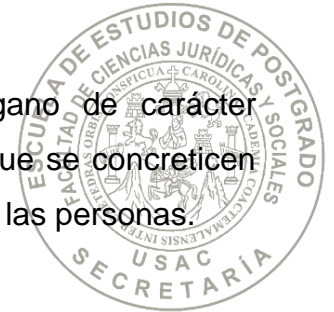 gano de carácter
que se concreticen
las personas.
ESCUELA DE ESTUDIOS DE POSTGRADO
FACULTAD DE CIENCIAS JURÍDICAS Y SOCIALES
USAC
SECRETARÍA